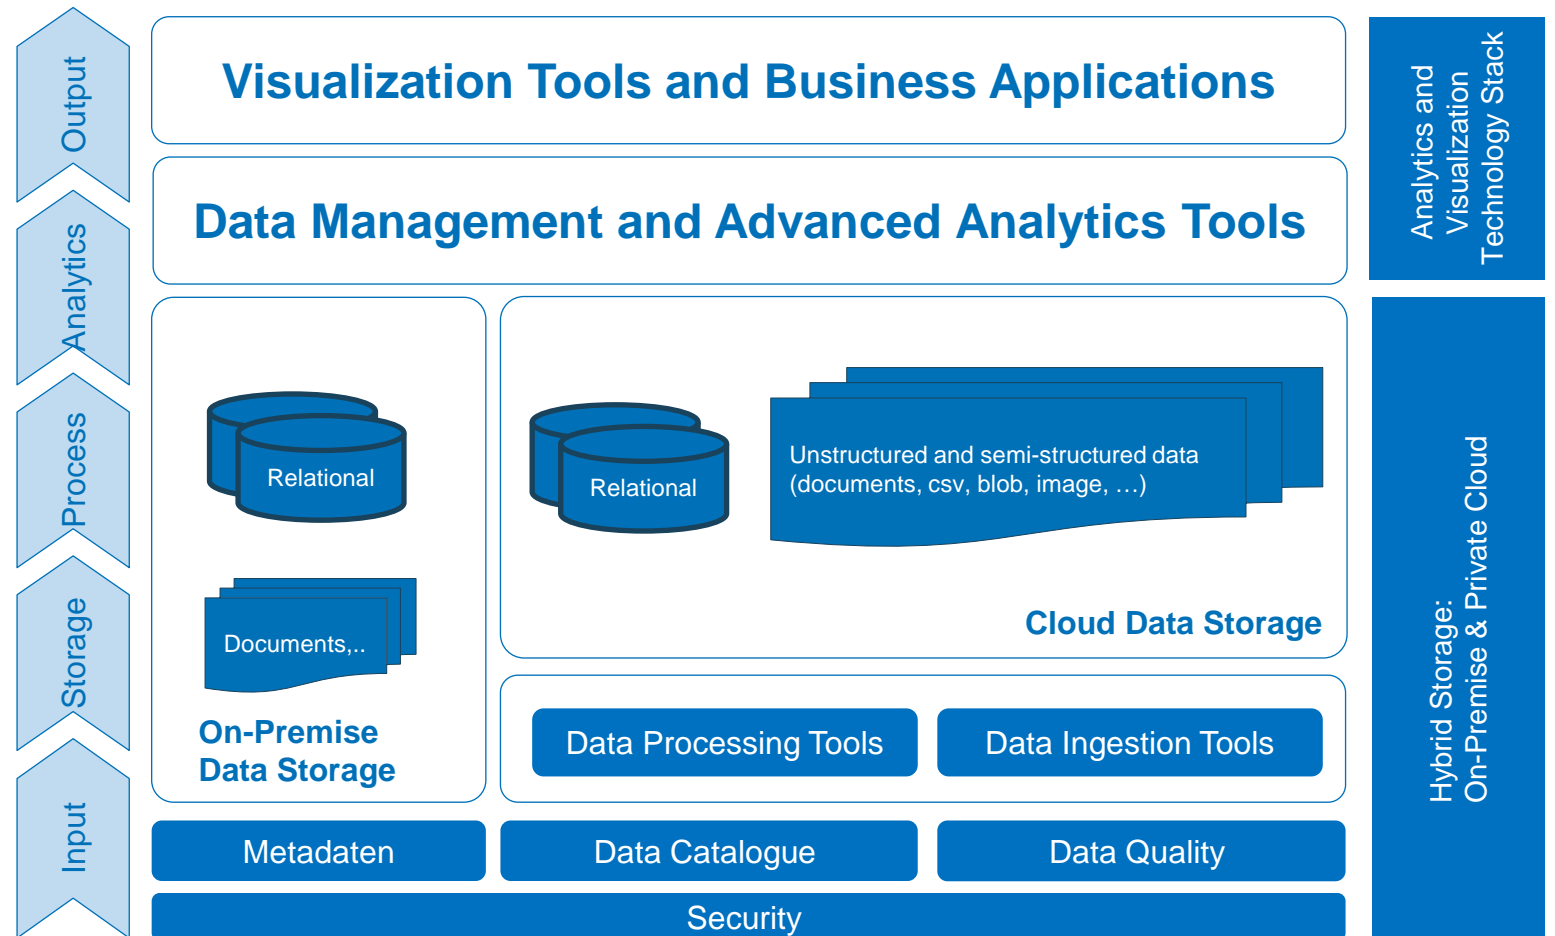 Output
Visualization Tools and Business Applications
Analytics and
Visualization
Technology Stack
Analytics
Data Management and Advanced Analytics Tools
Process
Relational
Relational
Unstructured and semi-structured data
(documents, csv, blob, image, …)
Storage
Documents,..
Cloud Data Storage
On-Premise
Data Storage
Data Processing Tools
Data Ingestion Tools
Hybrid Storage:
On-Premise & Private Cloud
Input
Metadaten
Data Catalogue
Data Quality
Security